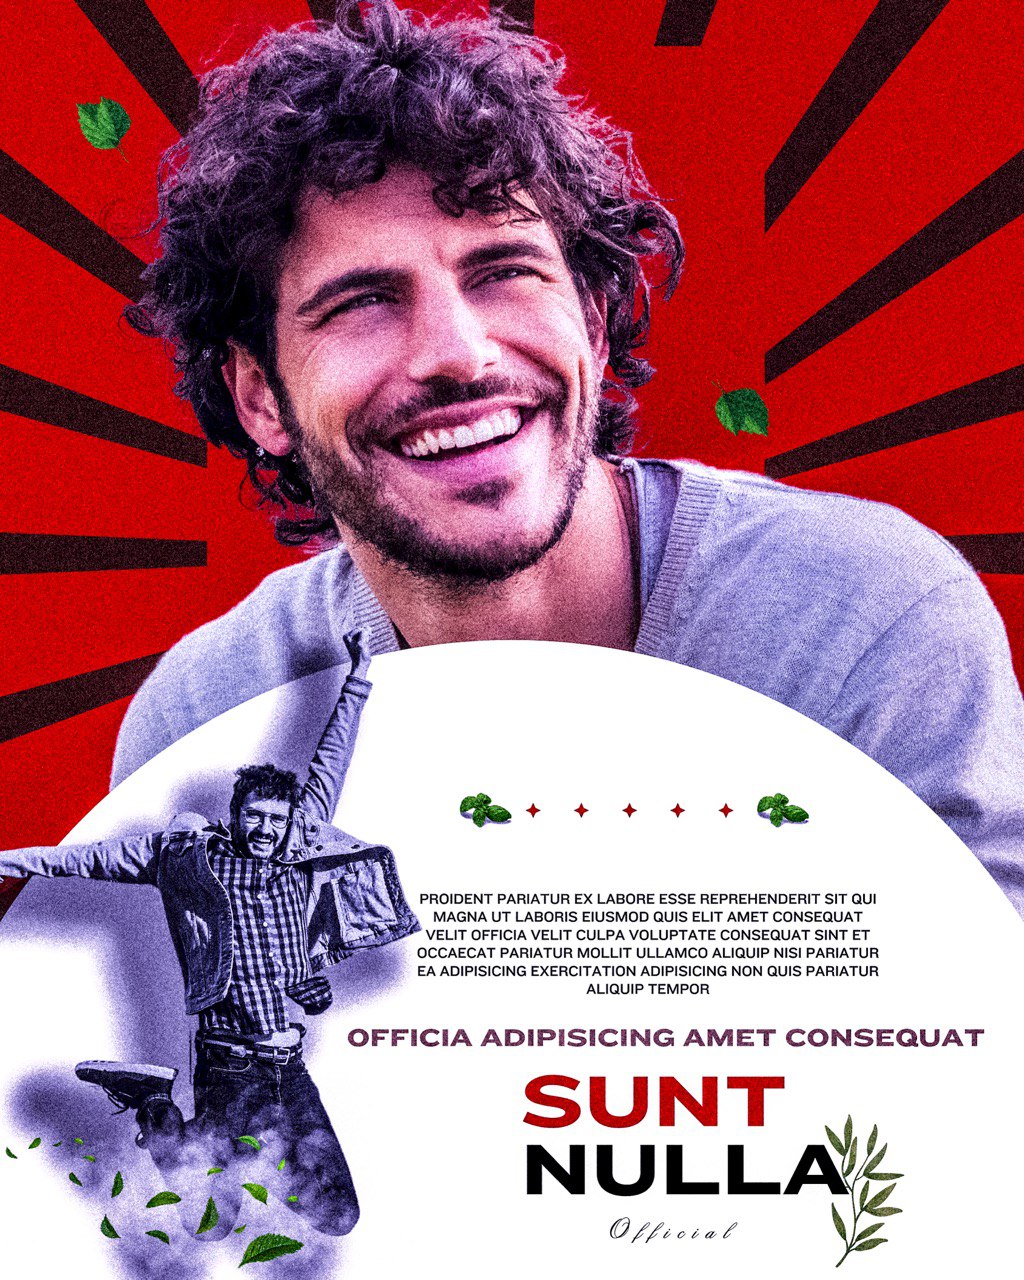 PROIDENT PARIATUR EX LABORE ESSE REPREHENDERIT SIT QUI
MAGNA UT LABORIS EIUSMOD QUIS ELIT AMET CONSEQUAT
VELIT OFFICIA VELIT CULPA VOLUPTATE CONSEQUAT SINT ET
OCCAECAT PARIATUR MOLLIT ULLAMCO ALIQUIP NISI PARIATUR
EA ADIPISICING EXERCITATION ADIPISICING NON QUIS PARIATUR
ALIQUIP TEMPOR
OFFICIA ADIPISICING AMET CONSEQUAT
SUNT
NULLA
Official